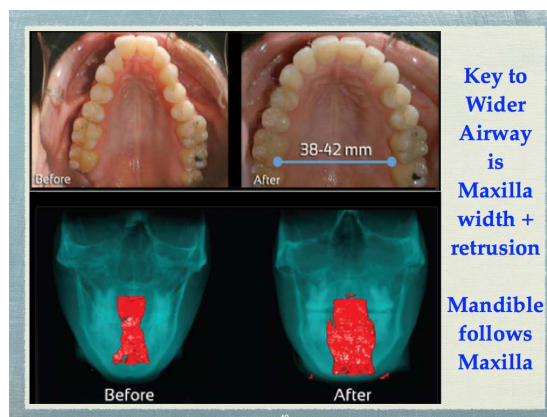 Before
After
38-42 mm
Before
After
Key to
Wider
Airway
is
Maxilla
width +
retrusion
Mandible
follows
Maxilla